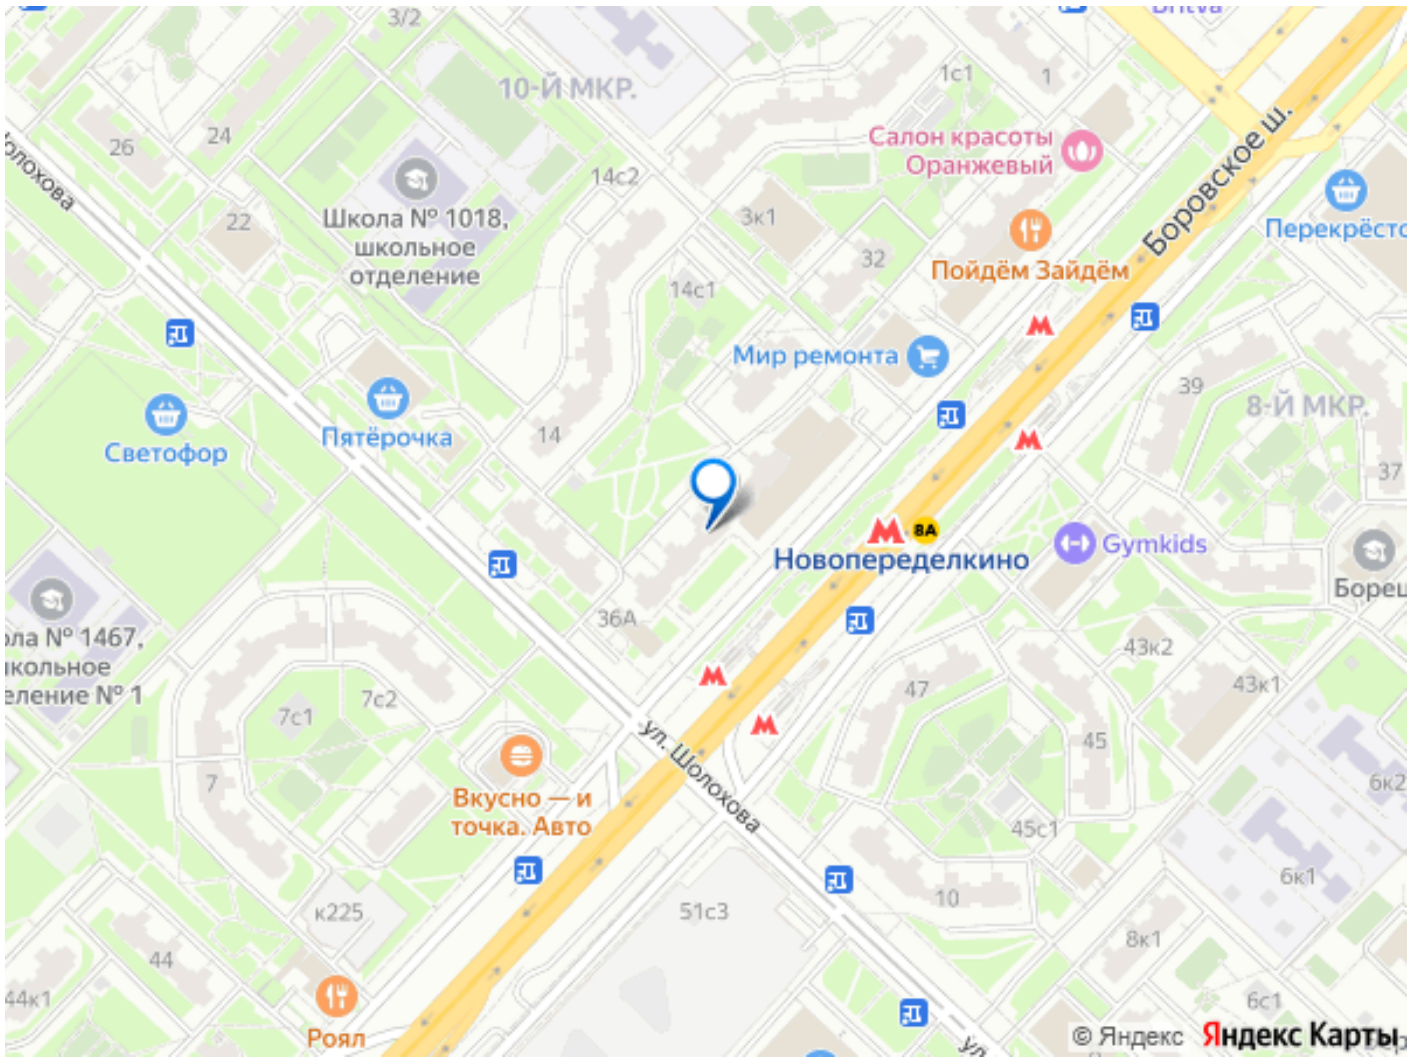 3/2
Britva
10-Й МКР.
1с1
1
26
24
Салон красоты
Оранжевый
Боровское ш.
Шолохова
14с2
22
Школа № 1018,
школьное
отделение
3к1
32
Пойдём Зайдём
Перекрёсто
14с1
Мир ремонта
39
8-Й МКР.
Светофор
Пятёрочка
14
37
8А
Новопеределкино
Gymkids
Борец
36А
ола № 1467,
школьное
еление № 1
7с1
7с2
7
47
43к2
43к1
45
ул. Шолохова
Вкусно — и
точка. Авто
45с1
6к2
6к1
к225
51с3
10
8к1
44
44к1
Роял
6с1
ул
© Яндекс
Яндекс Карты